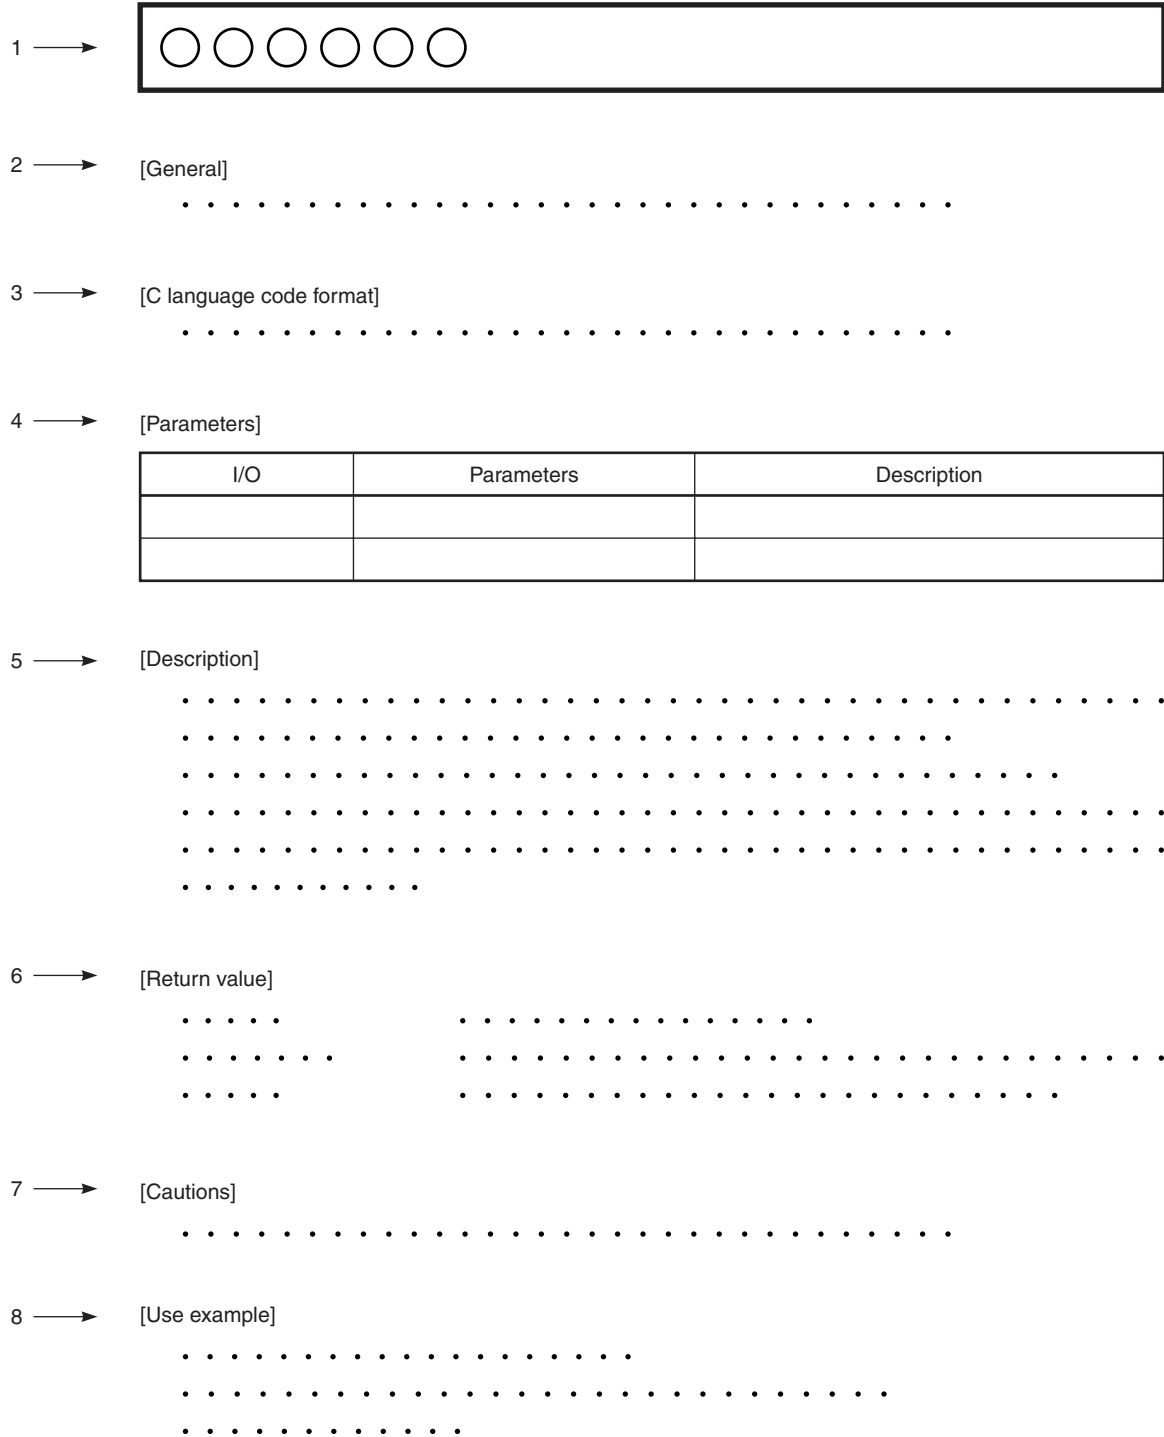 1
2 [General]
3 [C language code format]
4 [Parameters]
I/O Parameters Description
5 [Description]
6 [Return value]
7 [Cautions]
8 [Use example]